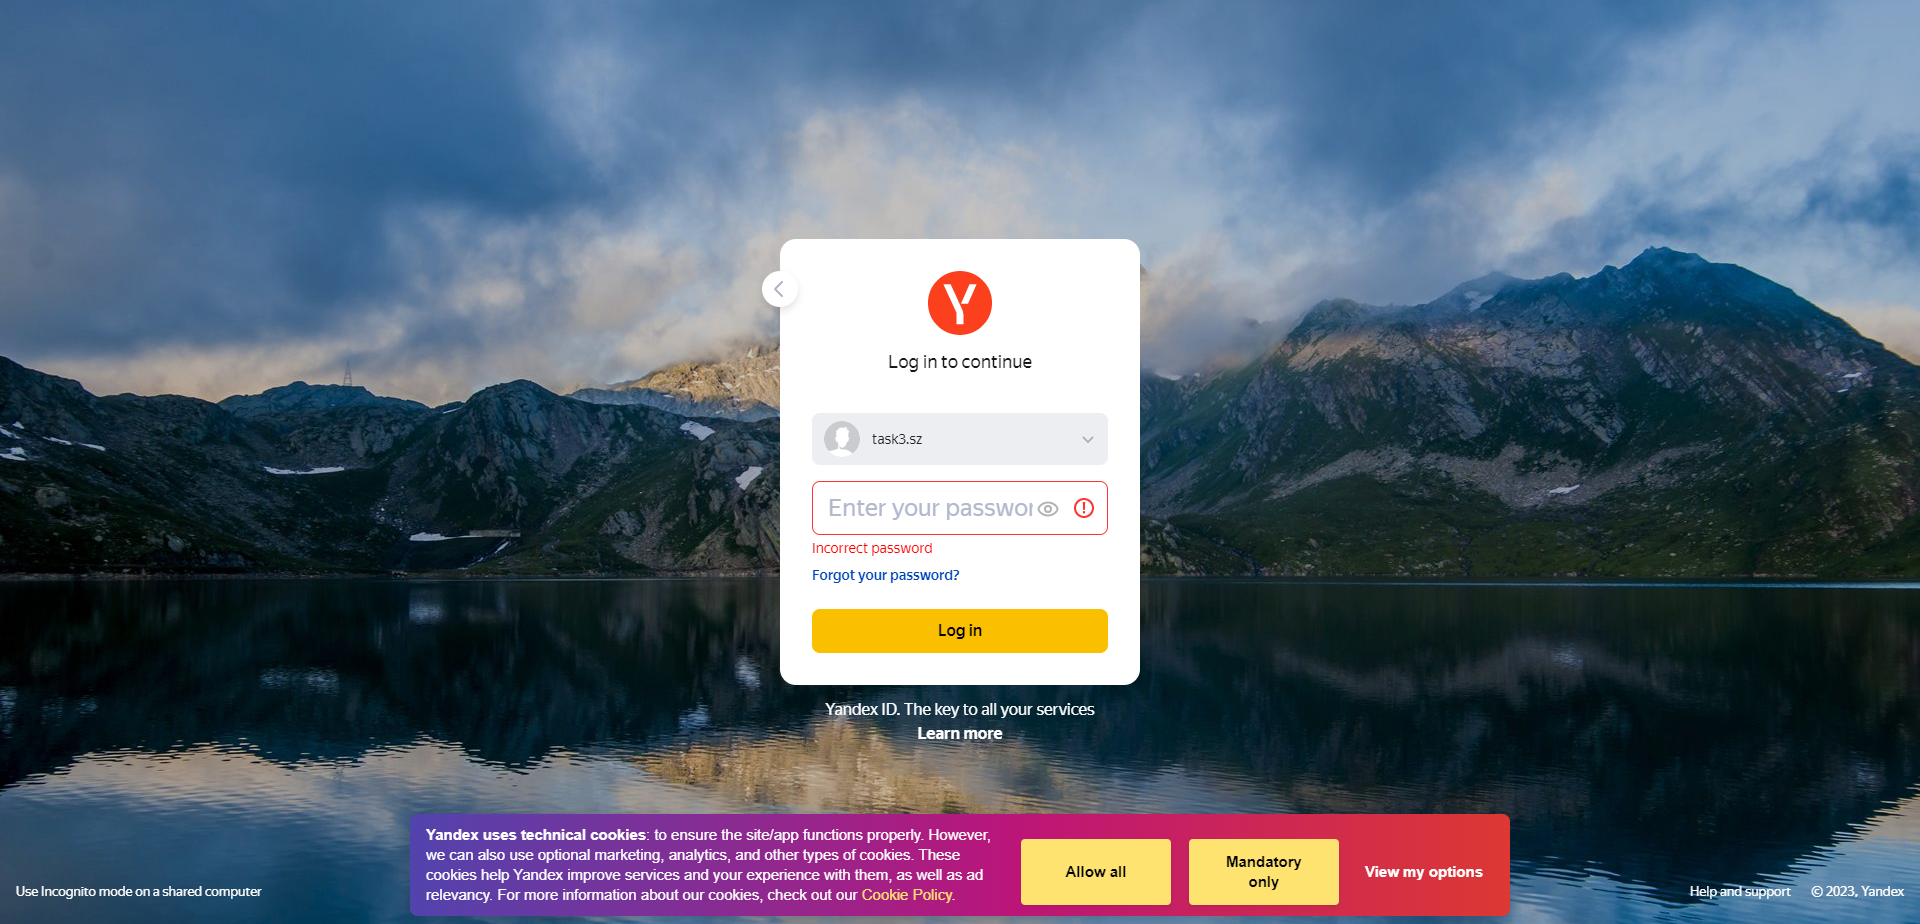 Log in to continue
task3.sz
Enter your passwor
Incorrect password
Forgot your password?
Log in
Yandex ID. The key to all your services
Learn more
Yandex uses technical cookies: to ensure the site/app functions properly. However,
we can also use optional marketing, analytics, and other types of cookies. These
cookies help Yandex improve services and your experience with them, as well as ad
relevancy. For more information about our cookies, check out our Cookie Policy.
Allow all
Mandatory
only
View my options
Use Incognito mode on a shared computer
Help and support
© 2023, Yandex